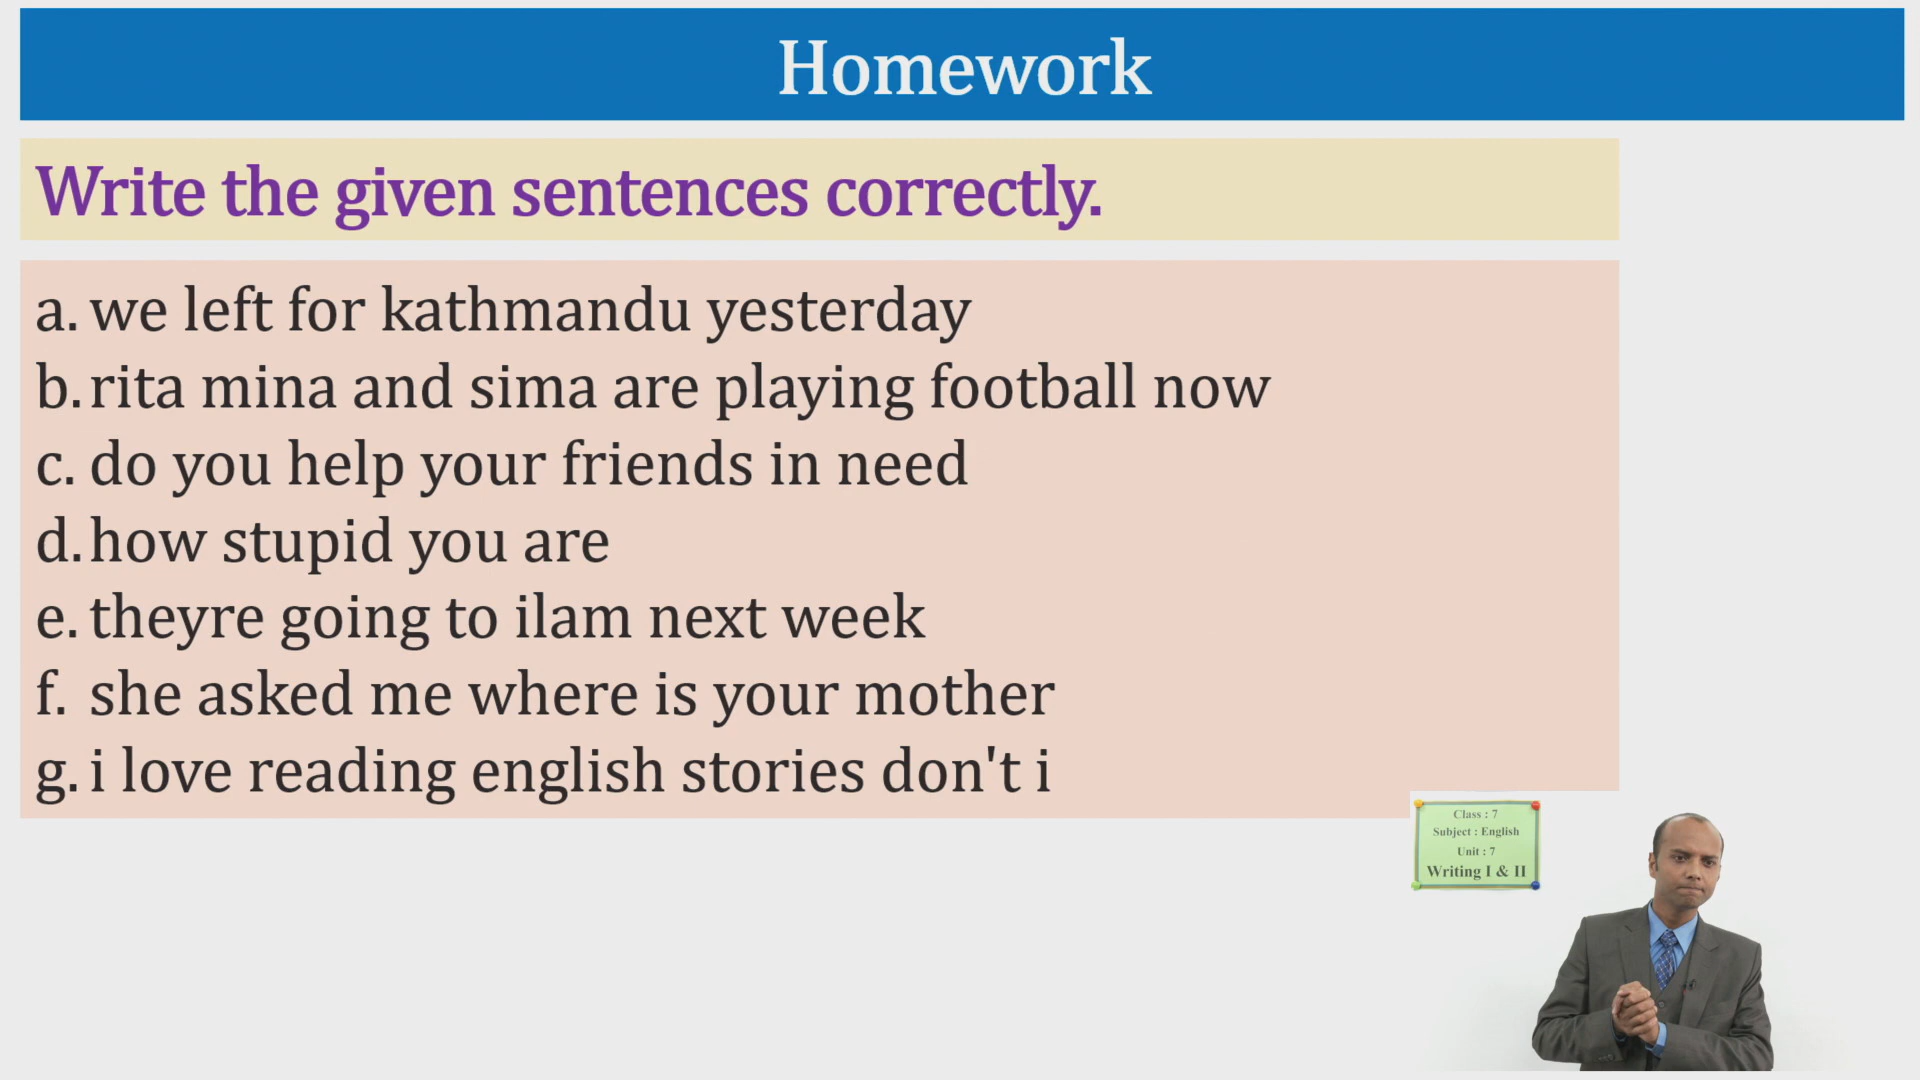 Homework
Write the given sentences correctly.
a. we left for kathmandu yesterday
b. rita mina and sima are playing football now
c. do you help your friends in need
d. how stupid you are
e. theyre going to ilam next week
f. she asked me where is your mother
g. i love reading english stories don't i
Class : 7
Subject : English
Unit : 7
Writing I & II